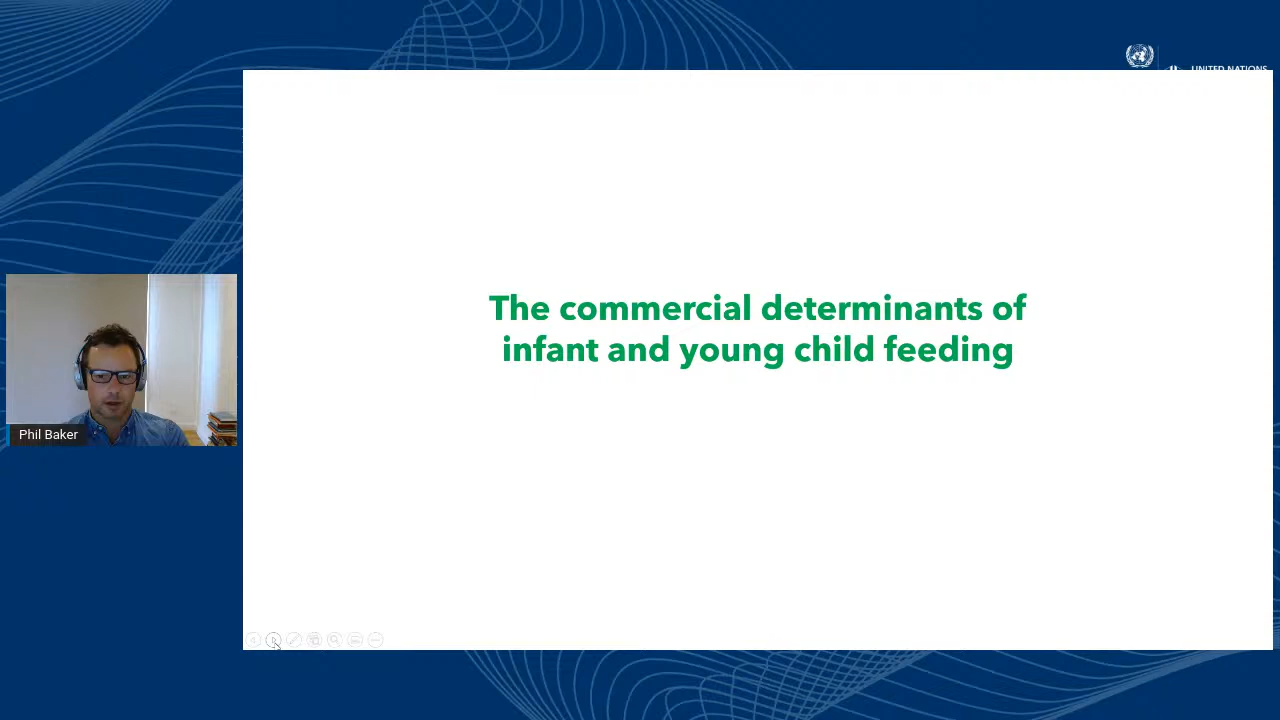 UNITED NATIONS
The commercial determinants of
infant and young child feeding
Phil Baker